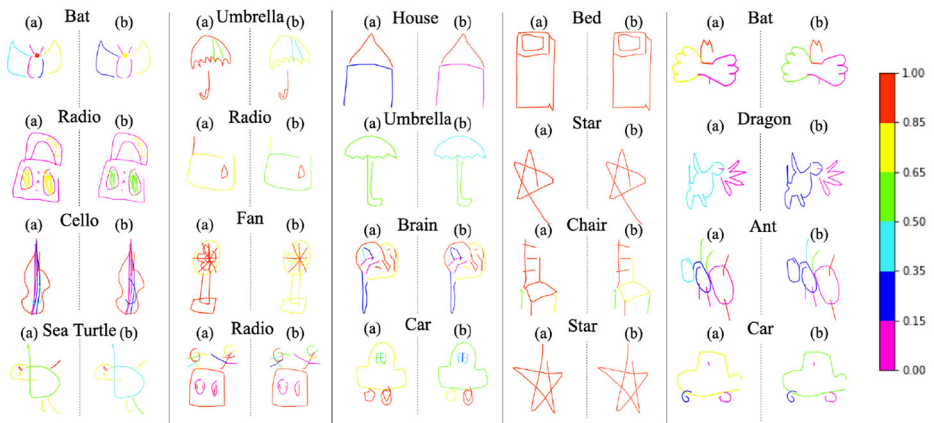 Bat Umbrella House Bed Bat
(a) (b) (a) (b) (a) (b) (a) (b) (a) (b)
1.00
Radio Radio Umbrella Star Dragon
(a) (b) (a) (b) (a) (b) (a) (b) (a) (b)
0.85
0.65
Cello Fan Brain Chair Ant
(a) (b) (a) (b) (a) (b) (a) (b) (a) (b)
0.50
0.35
0.15
Sea Turtle Radio Car Star Car
(a) (b) (a) (b) (a) (b) (a) (b) (a) (b)
0.00